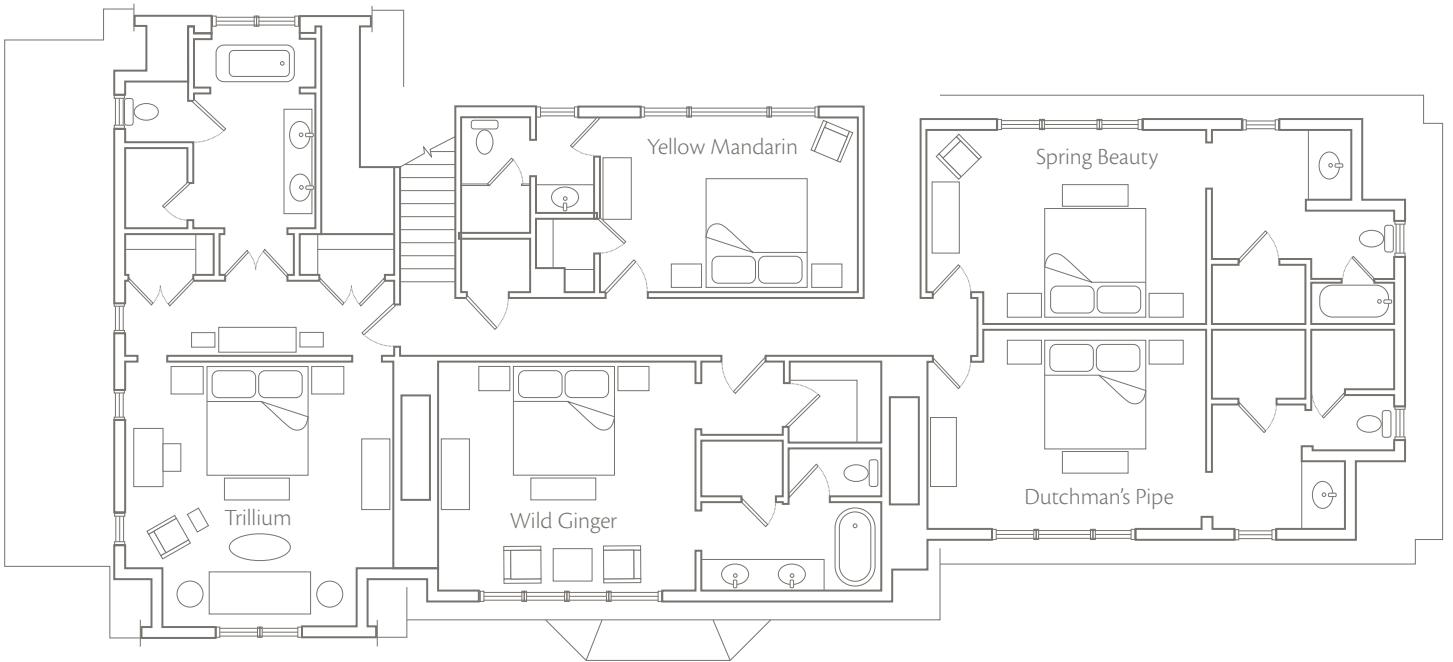 Yellow Mandarin
Spring Beauty
Trillium
Wild Ginger
Dutchman's Pipe